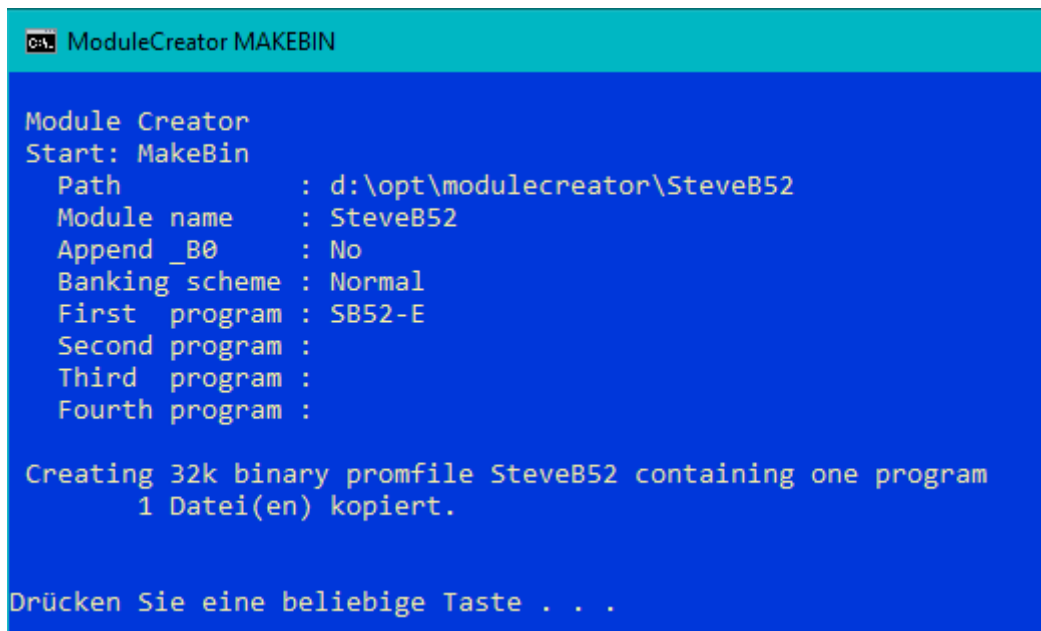 ModuleCreator MAKEBIN
Module Creator
Start: MakeBin
Path : d:\opt\modulecreator\SteveB52
Module name : SteveB52
Append _B0 : No
Banking scheme : Normal
First program : SB52-E
Second program :
Third program :
Fourth program :
Creating 32k binary promfile SteveB52 containing one program
1 Datei(en) kopiert.
Drücken Sie eine beliebige Taste . . .